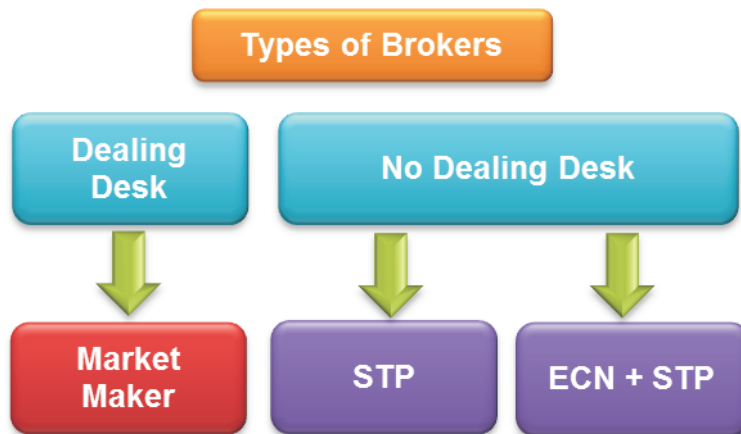 Types of Brokers
Dealing
Desk
No Dealing Desk
Market
Maker
STP
ECN + STP